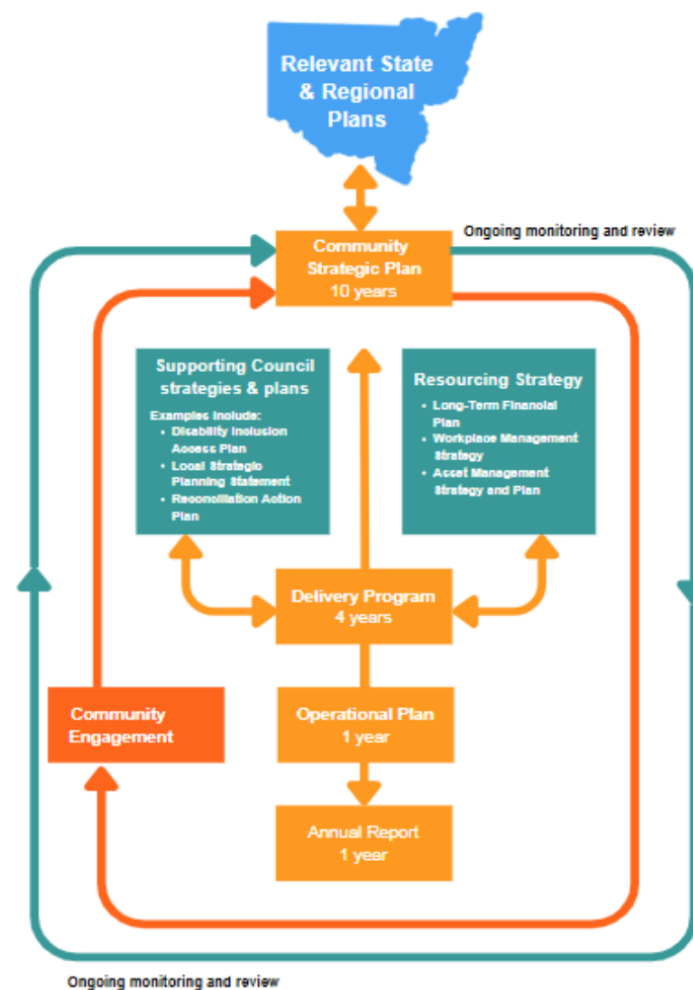 Relevant State
& Regional
Plans
Ongoing monitoring and review
Community
Strategic Plan
10 years
Supporting Council
strategies & plans
Examples Include:
• Disability Inclusion
Access Plan
• Local Strategic
Planning Statement
• Reconciliation Action
Plan
Resourcing Strategy
• Long-Term Financial
Plan
• Workplace Management
Strategy
• Asset Management
Strategy and Plan
Delivery Program
4 years
Community
Engagement
Operational Plan
1 year
Annual Report
1 year
Ongoing monitoring and review